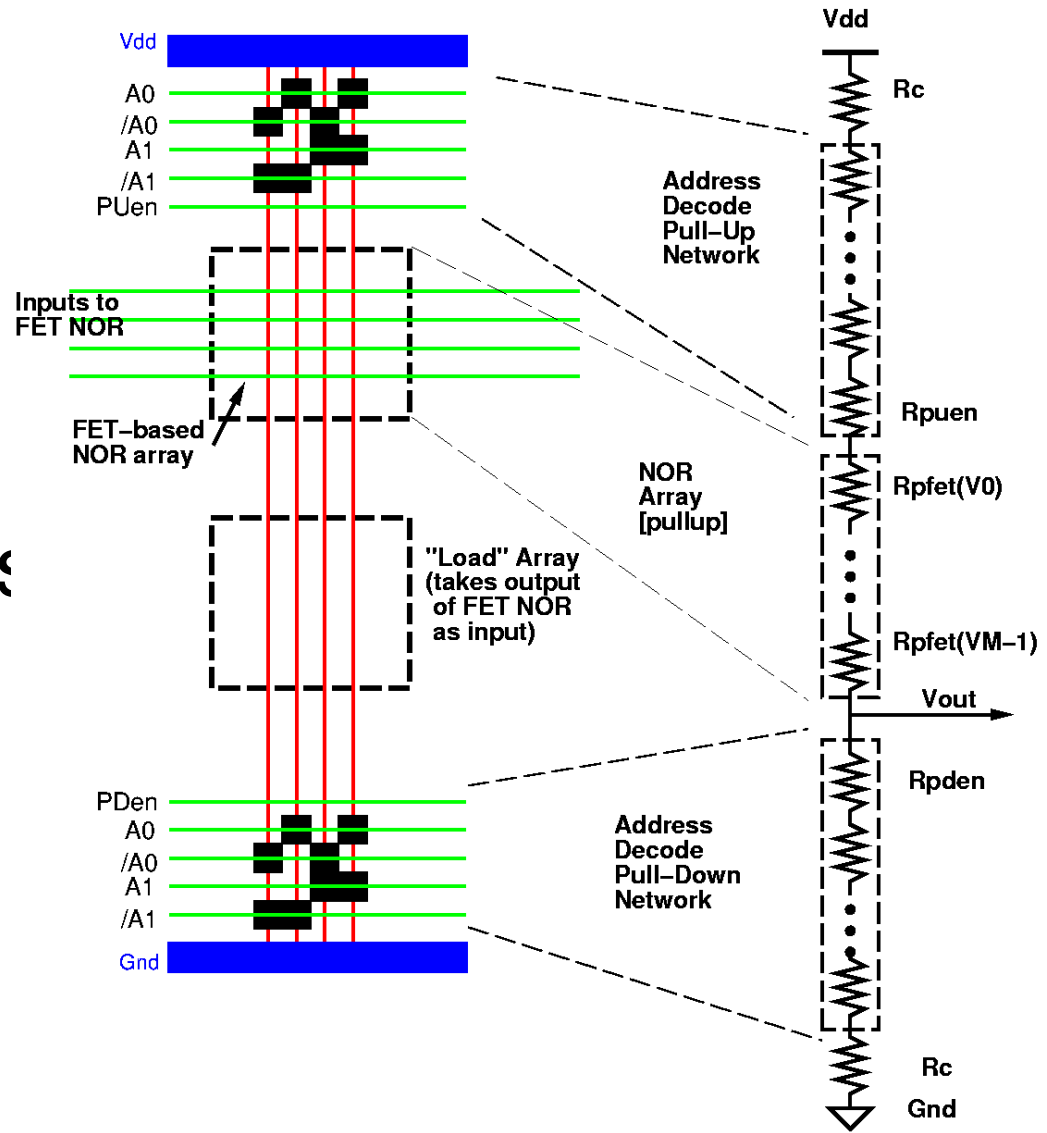 Vdd
A0
/A0
A1
/A1
PUen
Inputs to
FET NOR
FET-based
NOR array
"Load" Array
(takes output
of FET NOR
as input)
PDen
A0
/A0
A1
/A1
Gnd
Address
Decode
Pull-Up
Network
NOR
Array
[pullup]
Address
Decode
Pull-Down
Network
Vdd
Rc
Rpuen
Rpfet(V0)
Rpfet(VM-1)
Vout
Rpden
Rc
Gnd